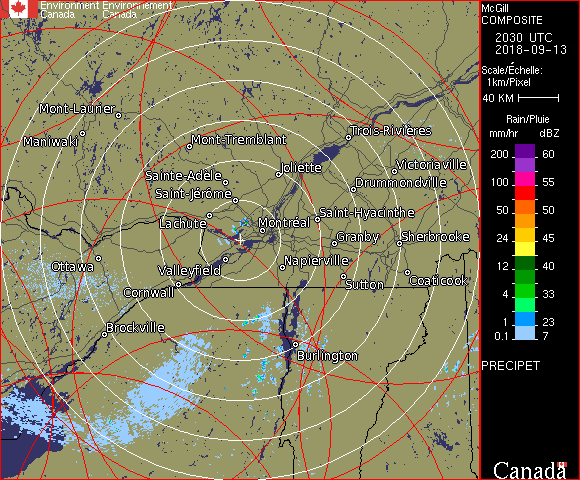 Environment Environnement
Canada Canada
McGill
COMPOSITE
2030 UTC
2018-09-13
Scale/Échelle:
1km/Pixel
40 KM
Rain/Pluie
mm/hr dBZ
200 60
100 55
50 50
24 45
12 40
4 33
1 23
0.1 7
PRECIPET
Canada
Mont-Laurier
Maniwaki
Mont-Tremblant
Trois-Rivières
Joliette
Victoriaville
Sainte-Adèle
Drummondville
Saint-Jérôme
Lachute
Montréal
Saint-Hyacinthe
Granby
Sherbrooke
Ottawa
Valleyfield
Napierville
Cornwall
Sutton
Coaticook
Brockville
Burlington